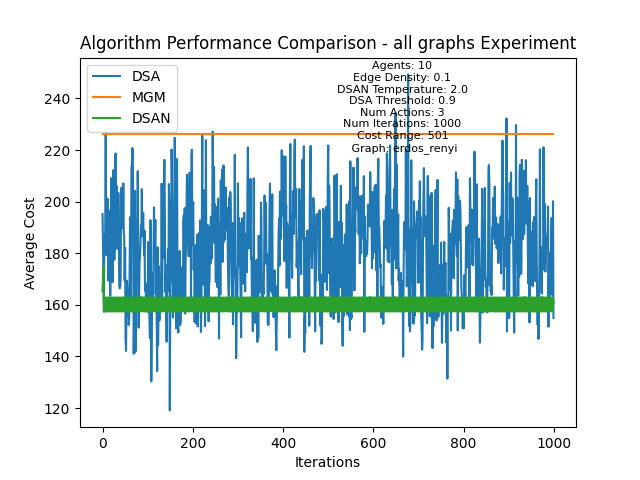 Algorithm Performance Comparison - all graphs Experiment
DSA
MGM
DSAN
Agents: 10
Edge Density: 0.1
DSAN Temperature: 2.0
DSA Threshold: 0.9
Num Actions: 3
Num Iterations: 1000
Cost Range: 501
Graph: erdos_renyi
240
220
200
180
160
140
120
Average Cost
0
200
400
600
800
1000
Iterations